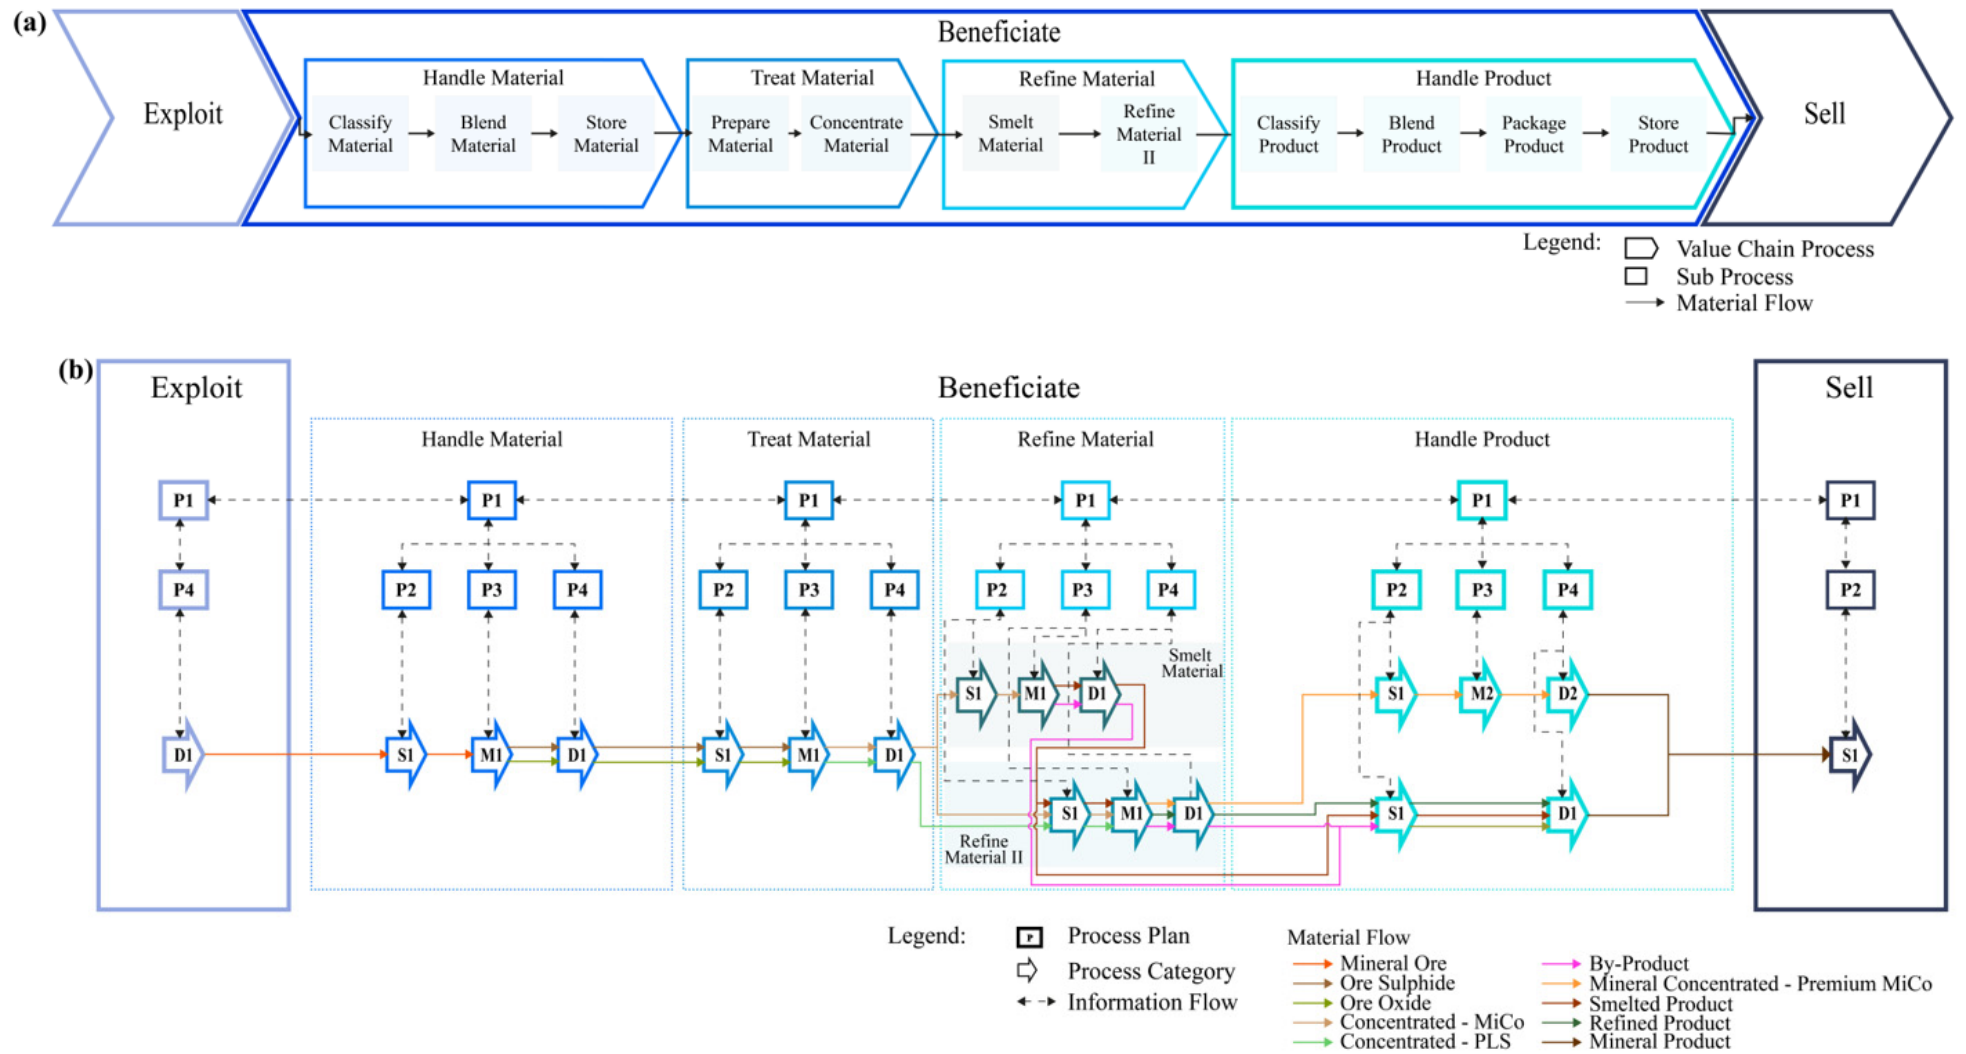 (a)
Beneficiate
Exploit
Handle Material
Classify
Material
Blend
Material
Store
Material
Treat Material
Prepare
Material
Concentrate
Material
Refine Material
Smelt
Material
Refine
Material
II
Handle Product
Classify
Product
Blend
Product
Package
Product
Store
Product
Sell
Legend:
Value Chain Process
Sub Process
Material Flow
(b)
Exploit
Beneficiate
Sell
Handle Material
Treat Material
Refine Material
Handle Product
P1
P1
P1
P1
P1
P1
P4
P2
P3
P4
P2
P3
P4
P2
P3
P4
P2
P3
P4
P2
Smelt
Material
S1
M1
D1
S1
M2
D2
D1
S1
M1
D1
S1
M1
D1
S1
S1
M1
D1
S1
D1
Refine
Material II
Legend:
P
Process Plan
Process Category
Information Flow
Material Flow
Mineral Ore
Ore Sulphide
Ore Oxide
Concentrated - MiCo
Concentrated - PLS
By-Product
Mineral Concentrated - Premium MiCo
Smelted Product
Refined Product
Mineral Product